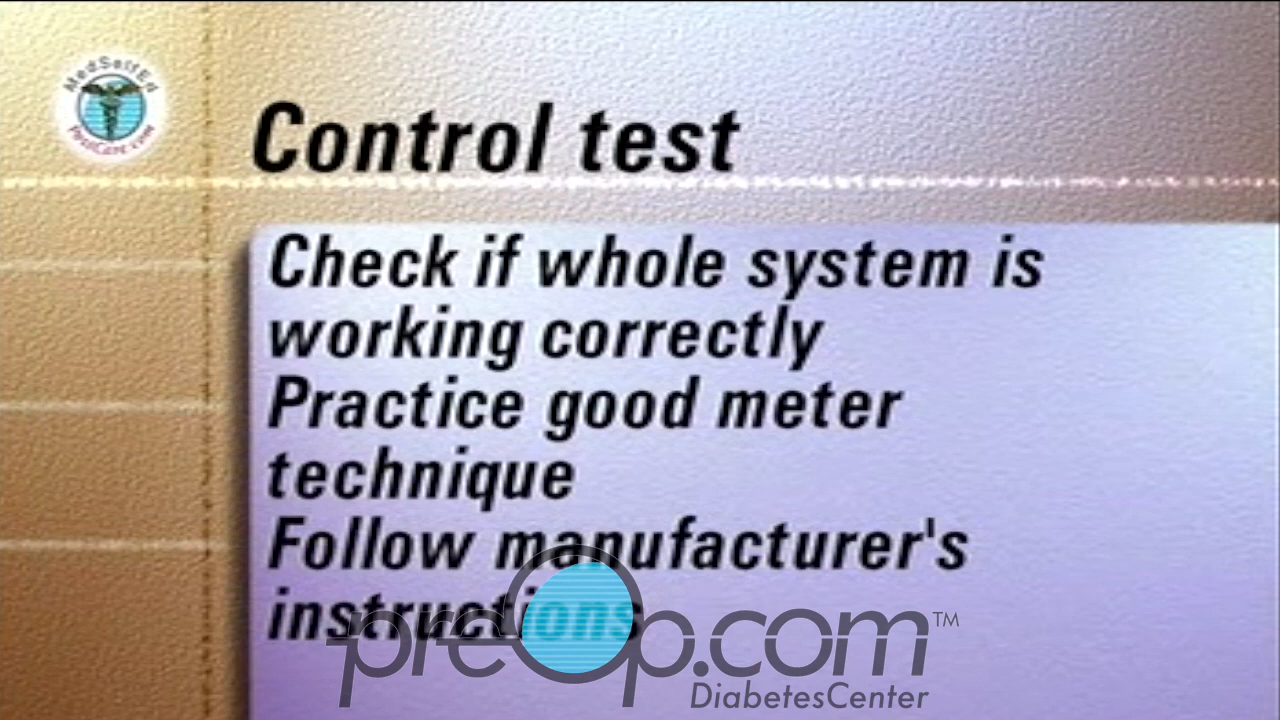 MedSelfEd
Control test
Check if whole system is
working correctly
Practice good meter
technique
Follow manufacturer's
instructions
preOp.com™
DiabetesCenter